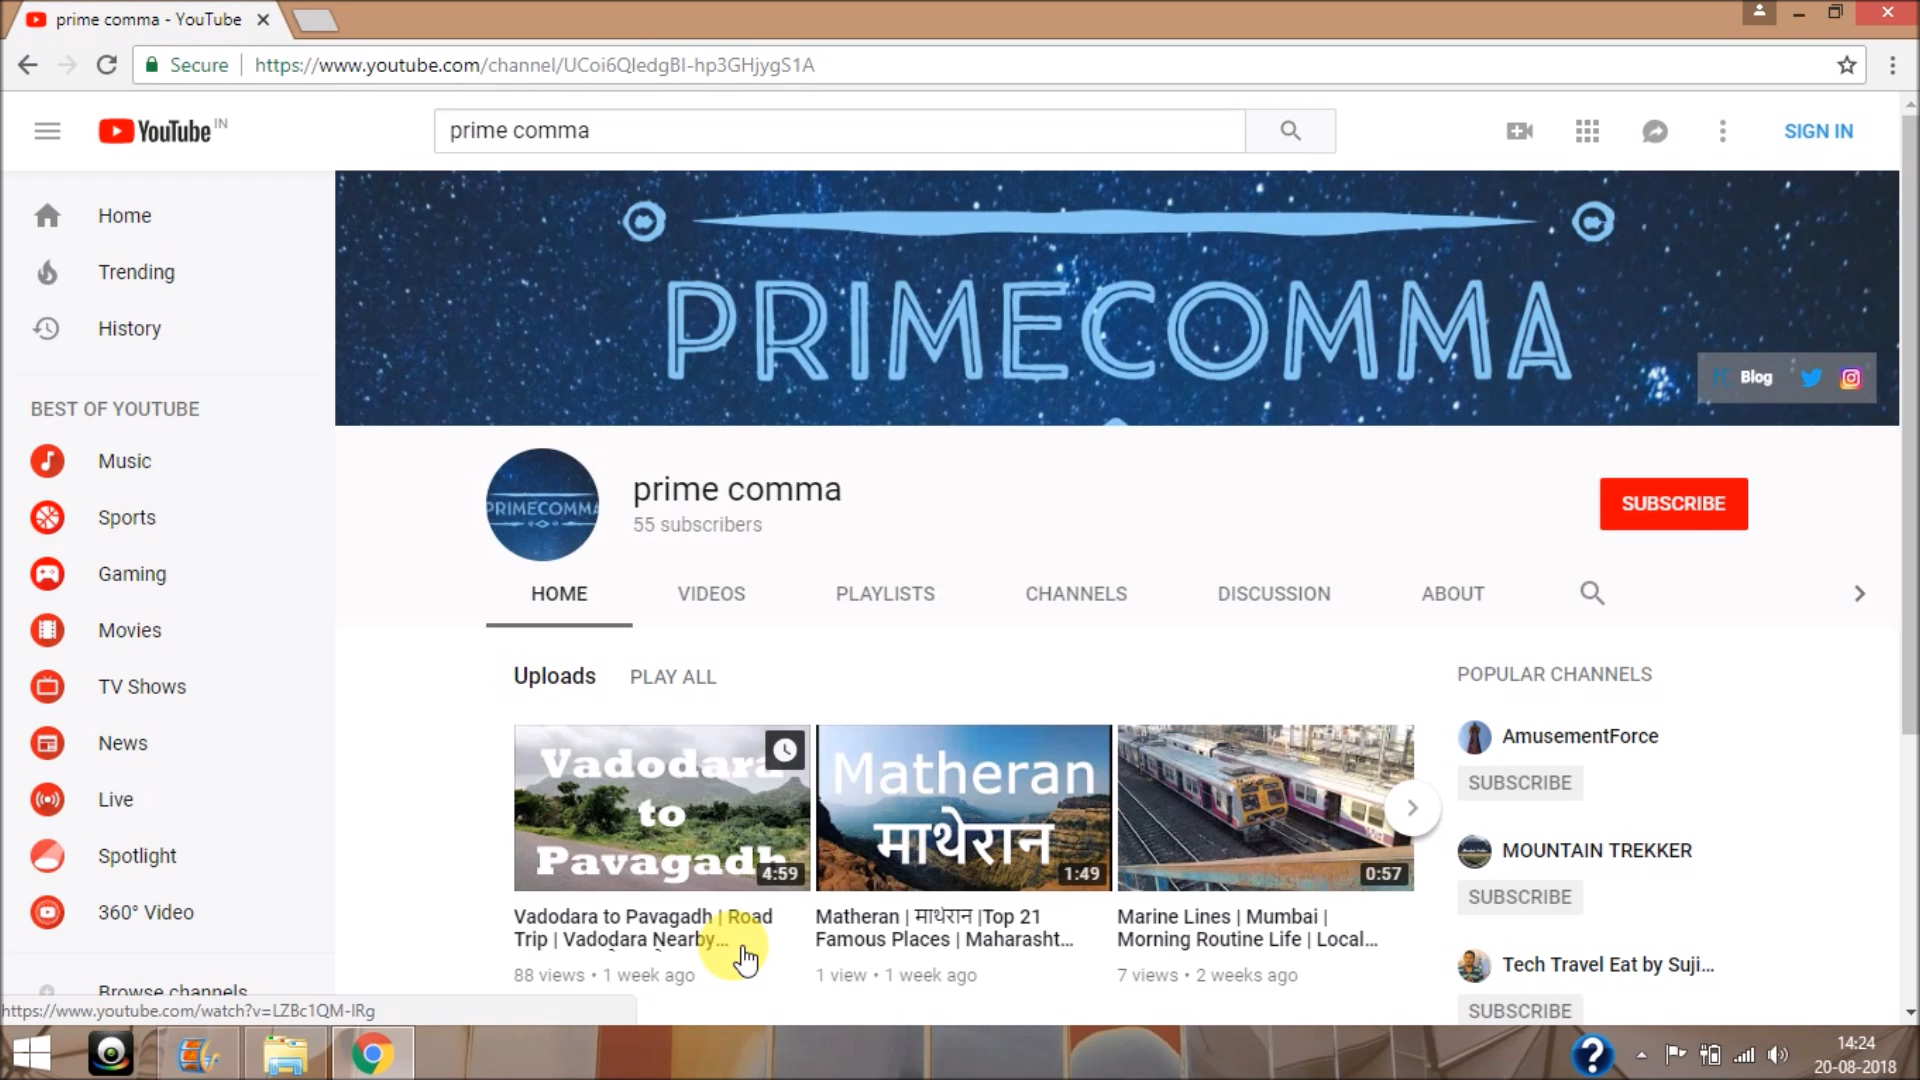 prime comma - YouTube
Secure
https://www.youtube.com/channel/UCoi6QledgBI-hp3GHjygS1A
YouTube IN
prime comma
SIGN IN
Home
Trending
History
BEST OF YOUTUBE
Music
Sports
Gaming
Movies
TV Shows
News
Live
Spotlight
360° Video
Browse channels
https://www.youtube.com/watch?v=LZBc1QM-IRg
PRIMECOMMA
Blog
PRIMECOMMA
prime comma
55 subscribers
SUBSCRIBE
HOME VIDEOS PLAYLISTS CHANNELS DISCUSSION ABOUT
Uploads PLAY ALL
Vadodara
to
Pavagadh
4:59
Vadodara to Pavagadh | Road
Trip | Vadodara Nearby...
88 views • 1 week ago
Matheran
माथेरान
1:49
Matheran | माथेरान |Top 21
Famous Places | Maharasht...
1 view • 1 week ago
0:57
Marine Lines | Mumbai |
Morning Routine Life | Local...
7 views • 2 weeks ago
POPULAR CHANNELS
AmusementForce
SUBSCRIBE
MOUNTAIN TREKKER
SUBSCRIBE
Tech Travel Eat by Suji...
SUBSCRIBE
14:24
20-08-2018